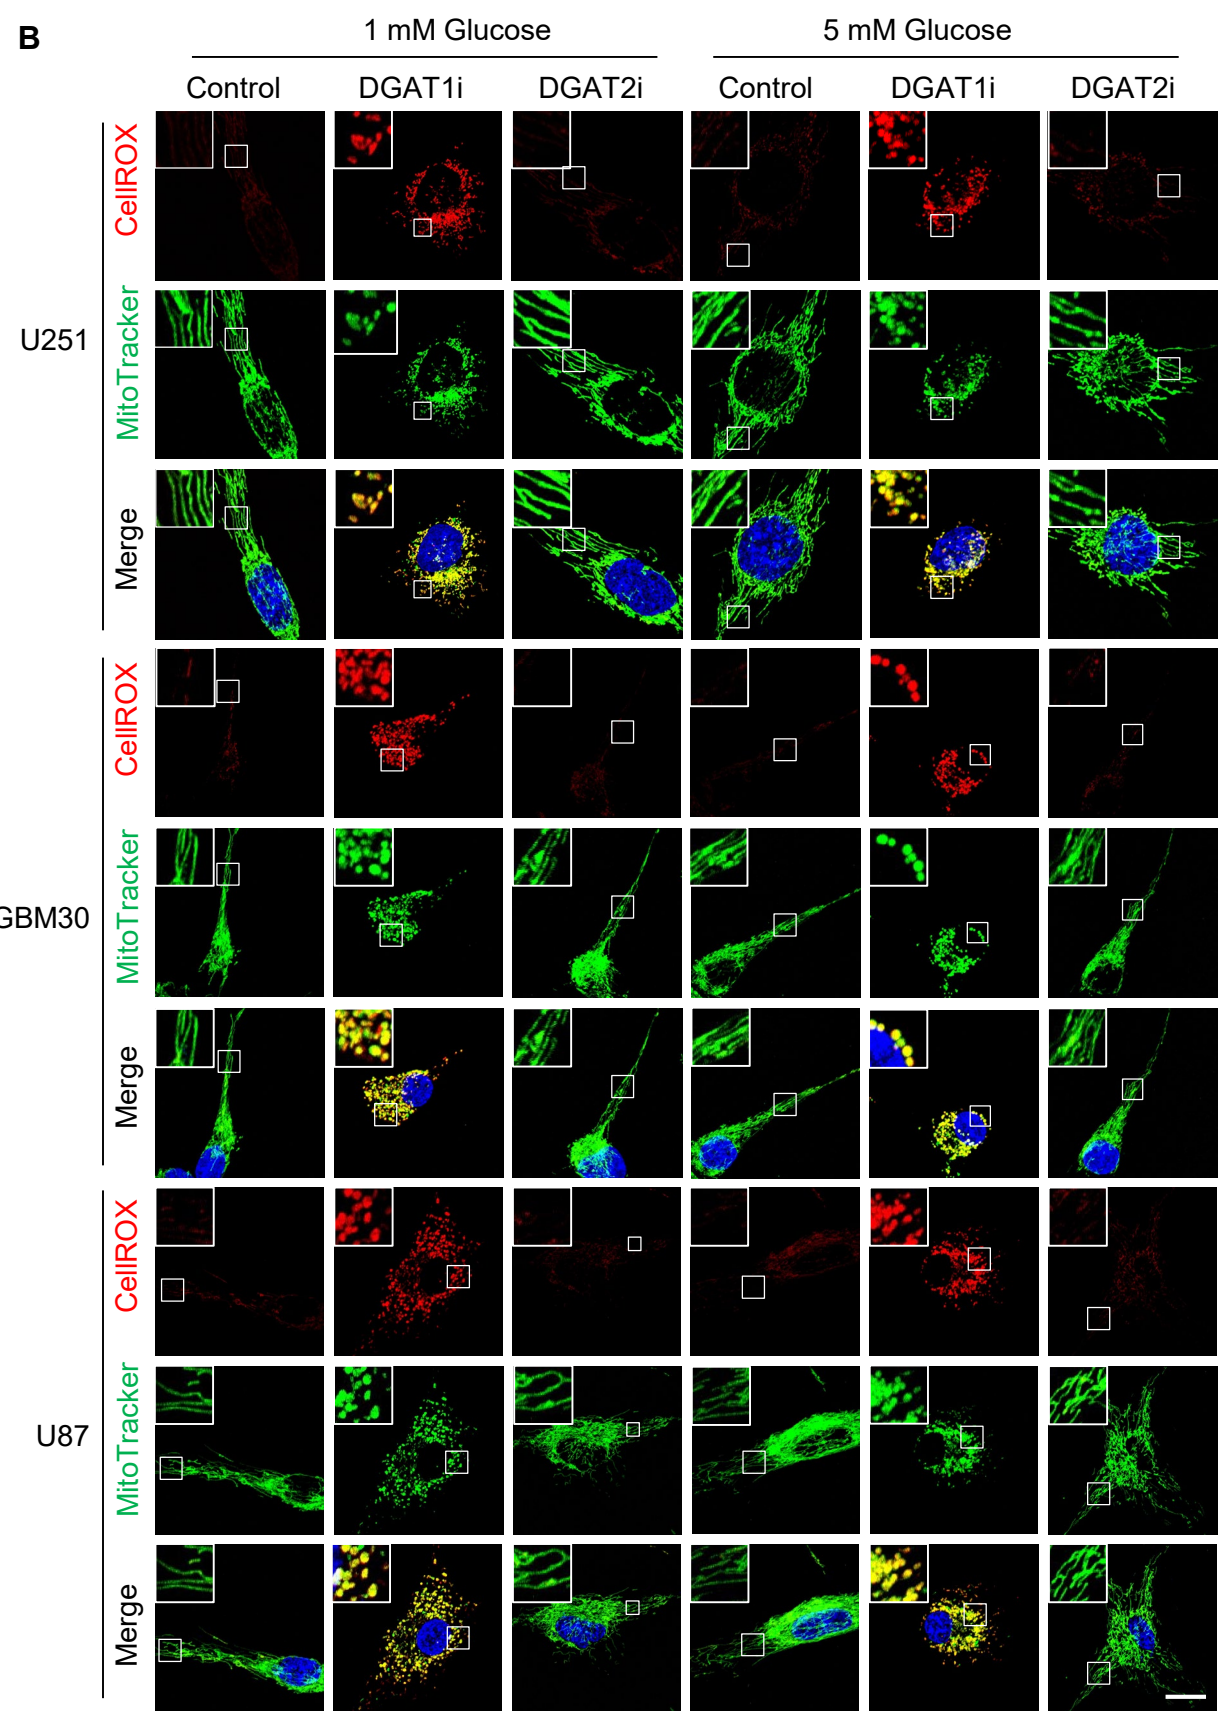 B
1 mM Glucose
5 mM Glucose
Control
DGAT1i
DGAT2i
Control
DGAT1i
DGAT2i
U251
CellROX
MitoTracker
Merge
GBM30
CellROX
MitoTracker
Merge
U87
CellROX
MitoTracker
Merge